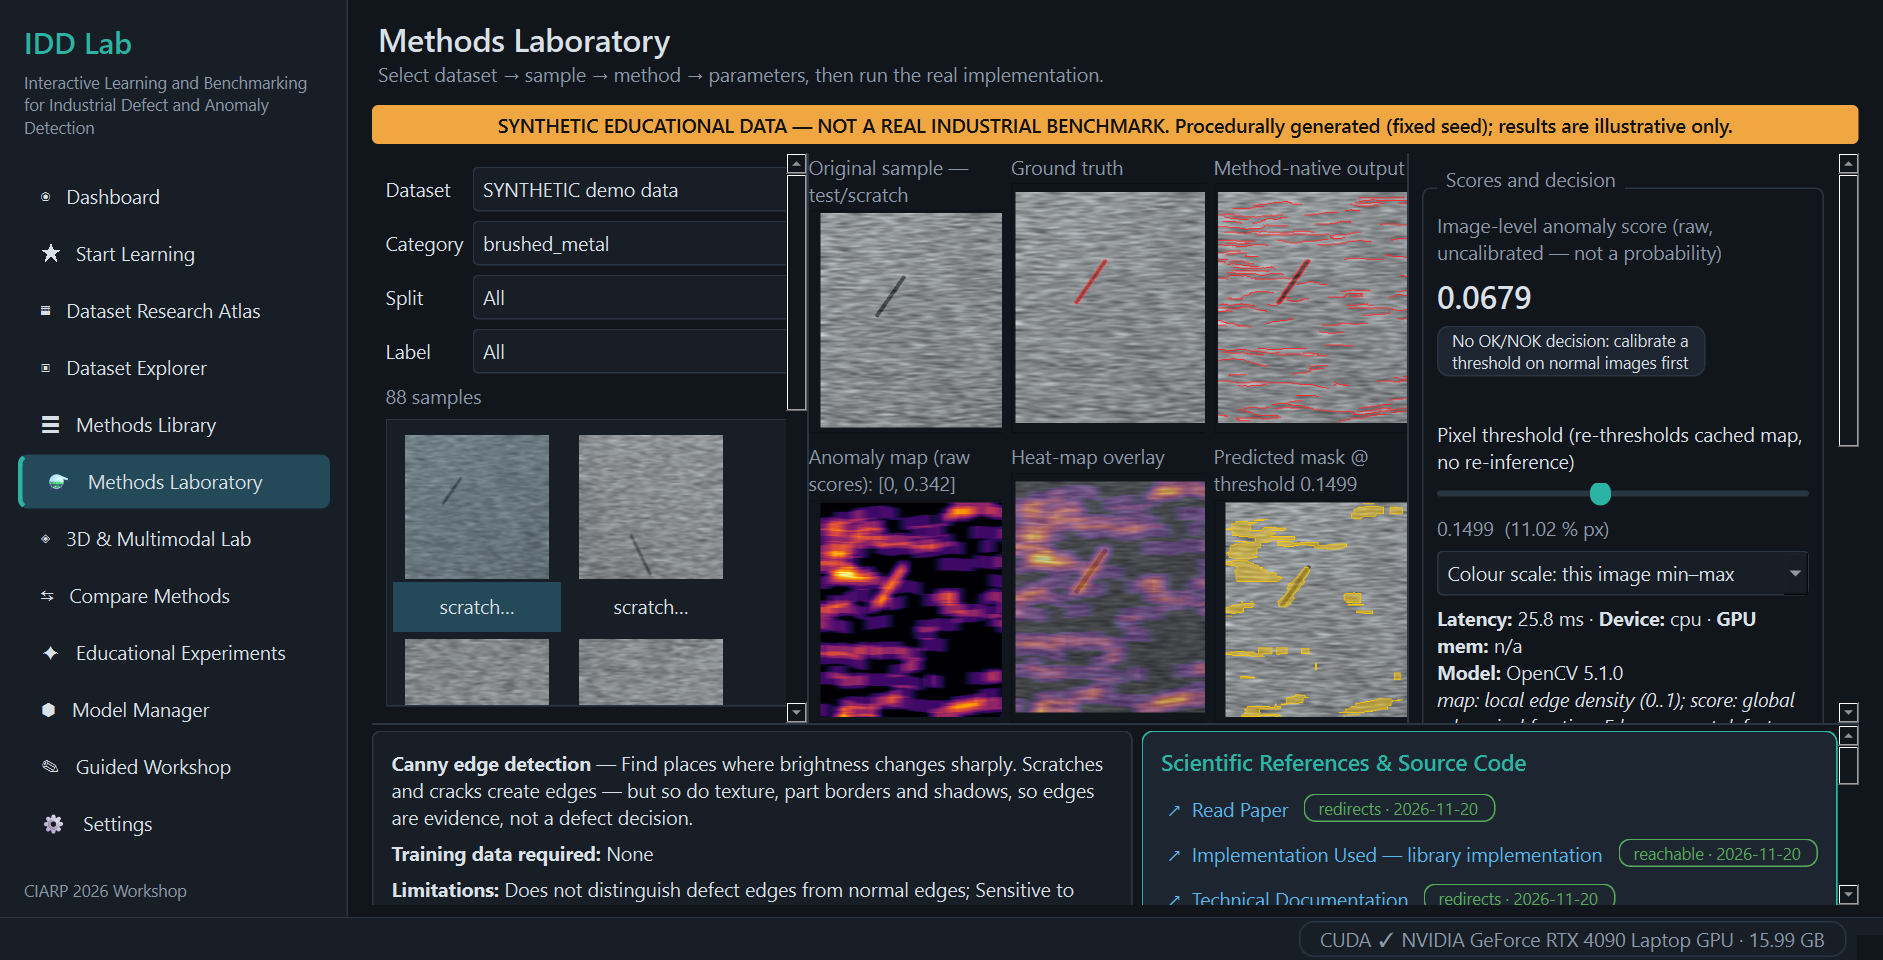 IDD Lab
Interactive Learning and Benchmarking
for Industrial Defect and Anomaly
Detection
Dashboard
Start Learning
Dataset Research Atlas
Dataset Explorer
Methods Library
Methods Laboratory
3D & Multimodal Lab
Compare Methods
Educational Experiments
Model Manager
Guided Workshop
Settings
CIARP 2026 Workshop
Methods Laboratory
Select dataset → sample → method → parameters, then run the real implementation.
SYNTHETIC EDUCATIONAL DATA — NOT A REAL INDUSTRIAL BENCHMARK. Procedurally generated (fixed seed); results are illustrative only.
Dataset
SYNTHETIC demo data
Category
brushed_metal
Split
All
Label
All
88 samples
scratch...
scratch...
Original sample —
test/scratch
Ground truth
Method-native output
Anomaly map (raw
scores): [0, 0.342]
Heat-map overlay
Predicted mask @
threshold 0.1499
Scores and decision
Image-level anomaly score (raw,
uncalibrated — not a probability)
0.0679
No OK/NOK decision: calibrate a
threshold on normal images first
Pixel threshold (re-thresholds cached map,
no re-inference)
0.1499 (11.02 % px)
Colour scale: this image min–max
Latency: 25.8 ms · Device: cpu · GPU
mem: n/a
Model: OpenCV 5.1.0
map: local edge density (0..1); score: global
Canny edge detection — Find places where brightness changes sharply. Scratches
and cracks create edges — but so do texture, part borders and shadows, so edges
are evidence, not a defect decision.
Training data required: None
Limitations: Does not distinguish defect edges from normal edges; Sensitive to
Scientific References & Source Code
↗ Read Paper redirects · 2026-11-20
↗ Implementation Used — library implementation reachable · 2026-11-20
↗ Technical Documentation redirects · 2026-11-20
CUDA ✓ NVIDIA GeForce RTX 4090 Laptop GPU · 15.99 GB